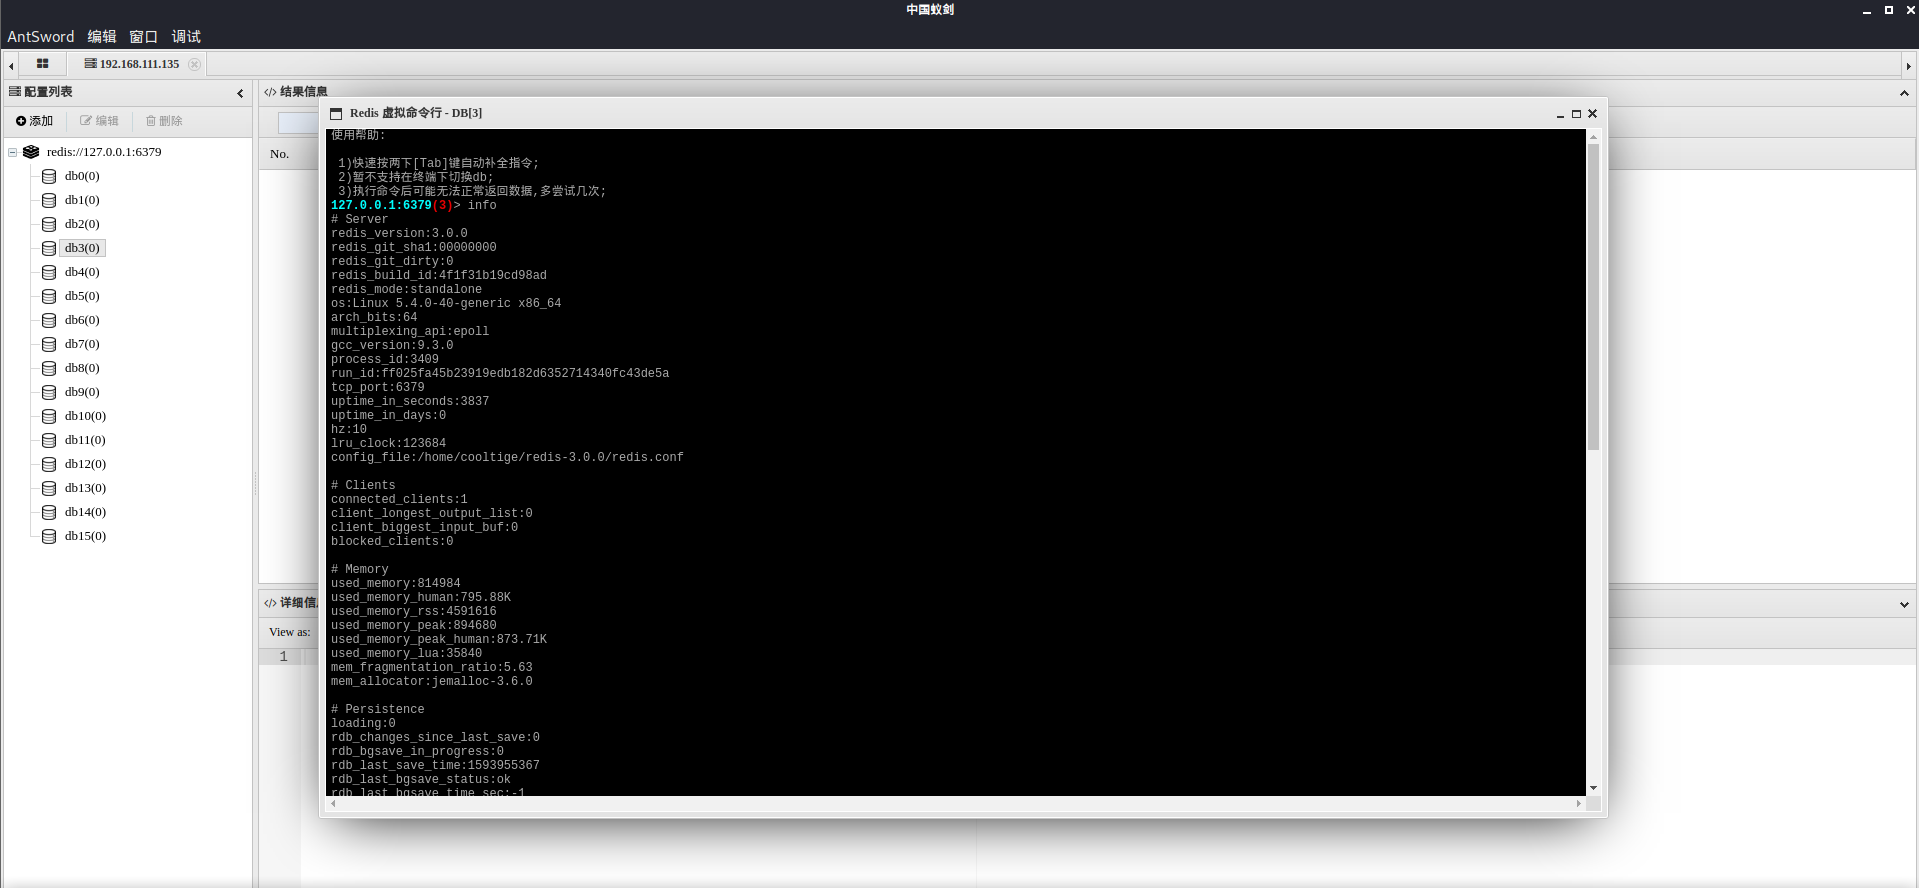 中国蚁剑
AntSword 编辑 窗口 调试
192.168.111.135
配置列表
添加 编辑 删除
redis://127.0.0.1:6379
db0(0)
db1(0)
db2(0)
db3(0)
db4(0)
db5(0)
db6(0)
db7(0)
db8(0)
db9(0)
db10(0)
db11(0)
db12(0)
db13(0)
db14(0)
db15(0)
</> 结果信息
No.
Redis 虚拟命令行 - DB[3]
使用帮助:
1)快速按两下[Tab]键自动补全指令;
2)暂不支持在终端下切换db;
3)执行命令后可能无法正常返回数据,多尝试几次;
127.0.0.1:6379(3)> info
# Server
redis_version:3.0.0
redis_git_sha1:00000000
redis_git_dirty:0
redis_build_id:4f1f31b19cd98ad
redis_mode:standalone
os:Linux 5.4.0-40-generic x86_64
arch_bits:64
multiplexing_api:epoll
gcc_version:9.3.0
process_id:3409
run_id:ff025fa45b23919edb182d6352714340fc43de5a
tcp_port:6379
uptime_in_seconds:3837
uptime_in_days:0
hz:10
lru_clock:123684
config_file:/home/cooltige/redis-3.0.0/redis.conf
# Clients
connected_clients:1
client_longest_output_list:0
client_biggest_input_buf:0
blocked_clients:0
# Memory
used_memory:814984
used_memory_human:795.88K
used_memory_rss:4591616
used_memory_peak:894680
used_memory_peak_human:873.71K
used_memory_lua:35840
mem_fragmentation_ratio:5.63
mem_allocator:jemalloc-3.6.0
# Persistence
loading:0
rdb_changes_since_last_save:0
rdb_bgsave_in_progress:0
rdb_last_save_time:1593955367
rdb_last_bgsave_status:ok
rdb_last_bgsave_time_sec:-1
</> 详细信
View as:
1